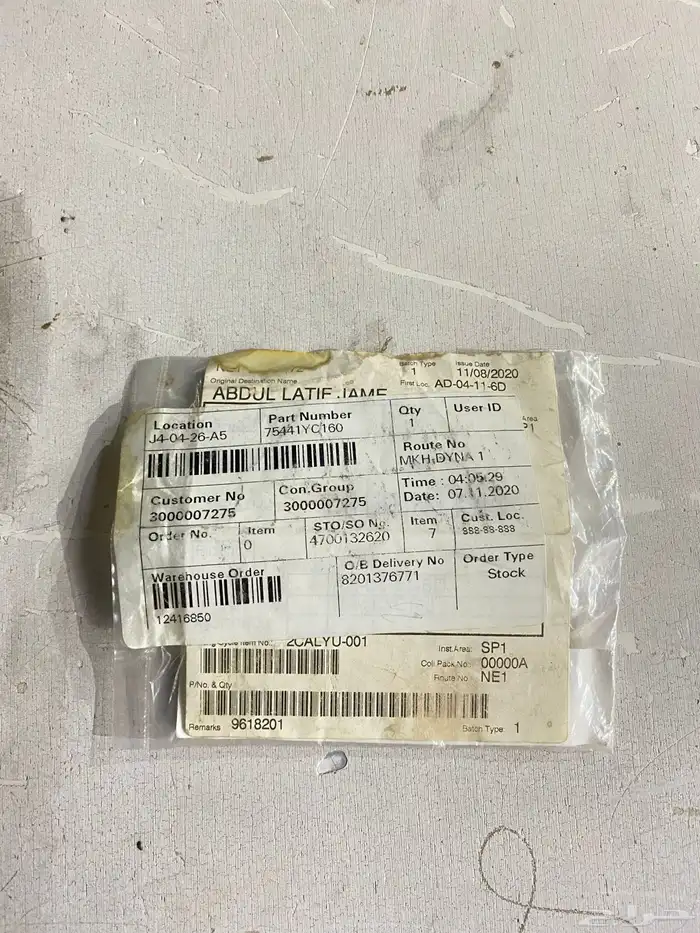 Batch Type
1
Issue Date
11/08/2020
Original Destination Name
First Loc. AD-04-11-6D
ABDUL LATIF JAME
Location
J4-04-26-A5
Part Number
75441YC160
Qty
1
User ID
Area
Route No
MKH DYNA 1
Customer No
3000007275
Con.Group
3000007275
Time : 04:05:29
Date: 07.11.2020
Order No.
Item
0
STO/SO No.
4700132620
Item
7
Cust. Loc.
888-88-888
Warehouse Order
12416850
O/B Delivery No
8201376771
Order Type
Stock
2CALYU-001
Inst Area: SP1
Coli Pack No: 00000A
Route No NE1
P/No. & Qty
Remarks 9618201
Batch Type: 1
حراج